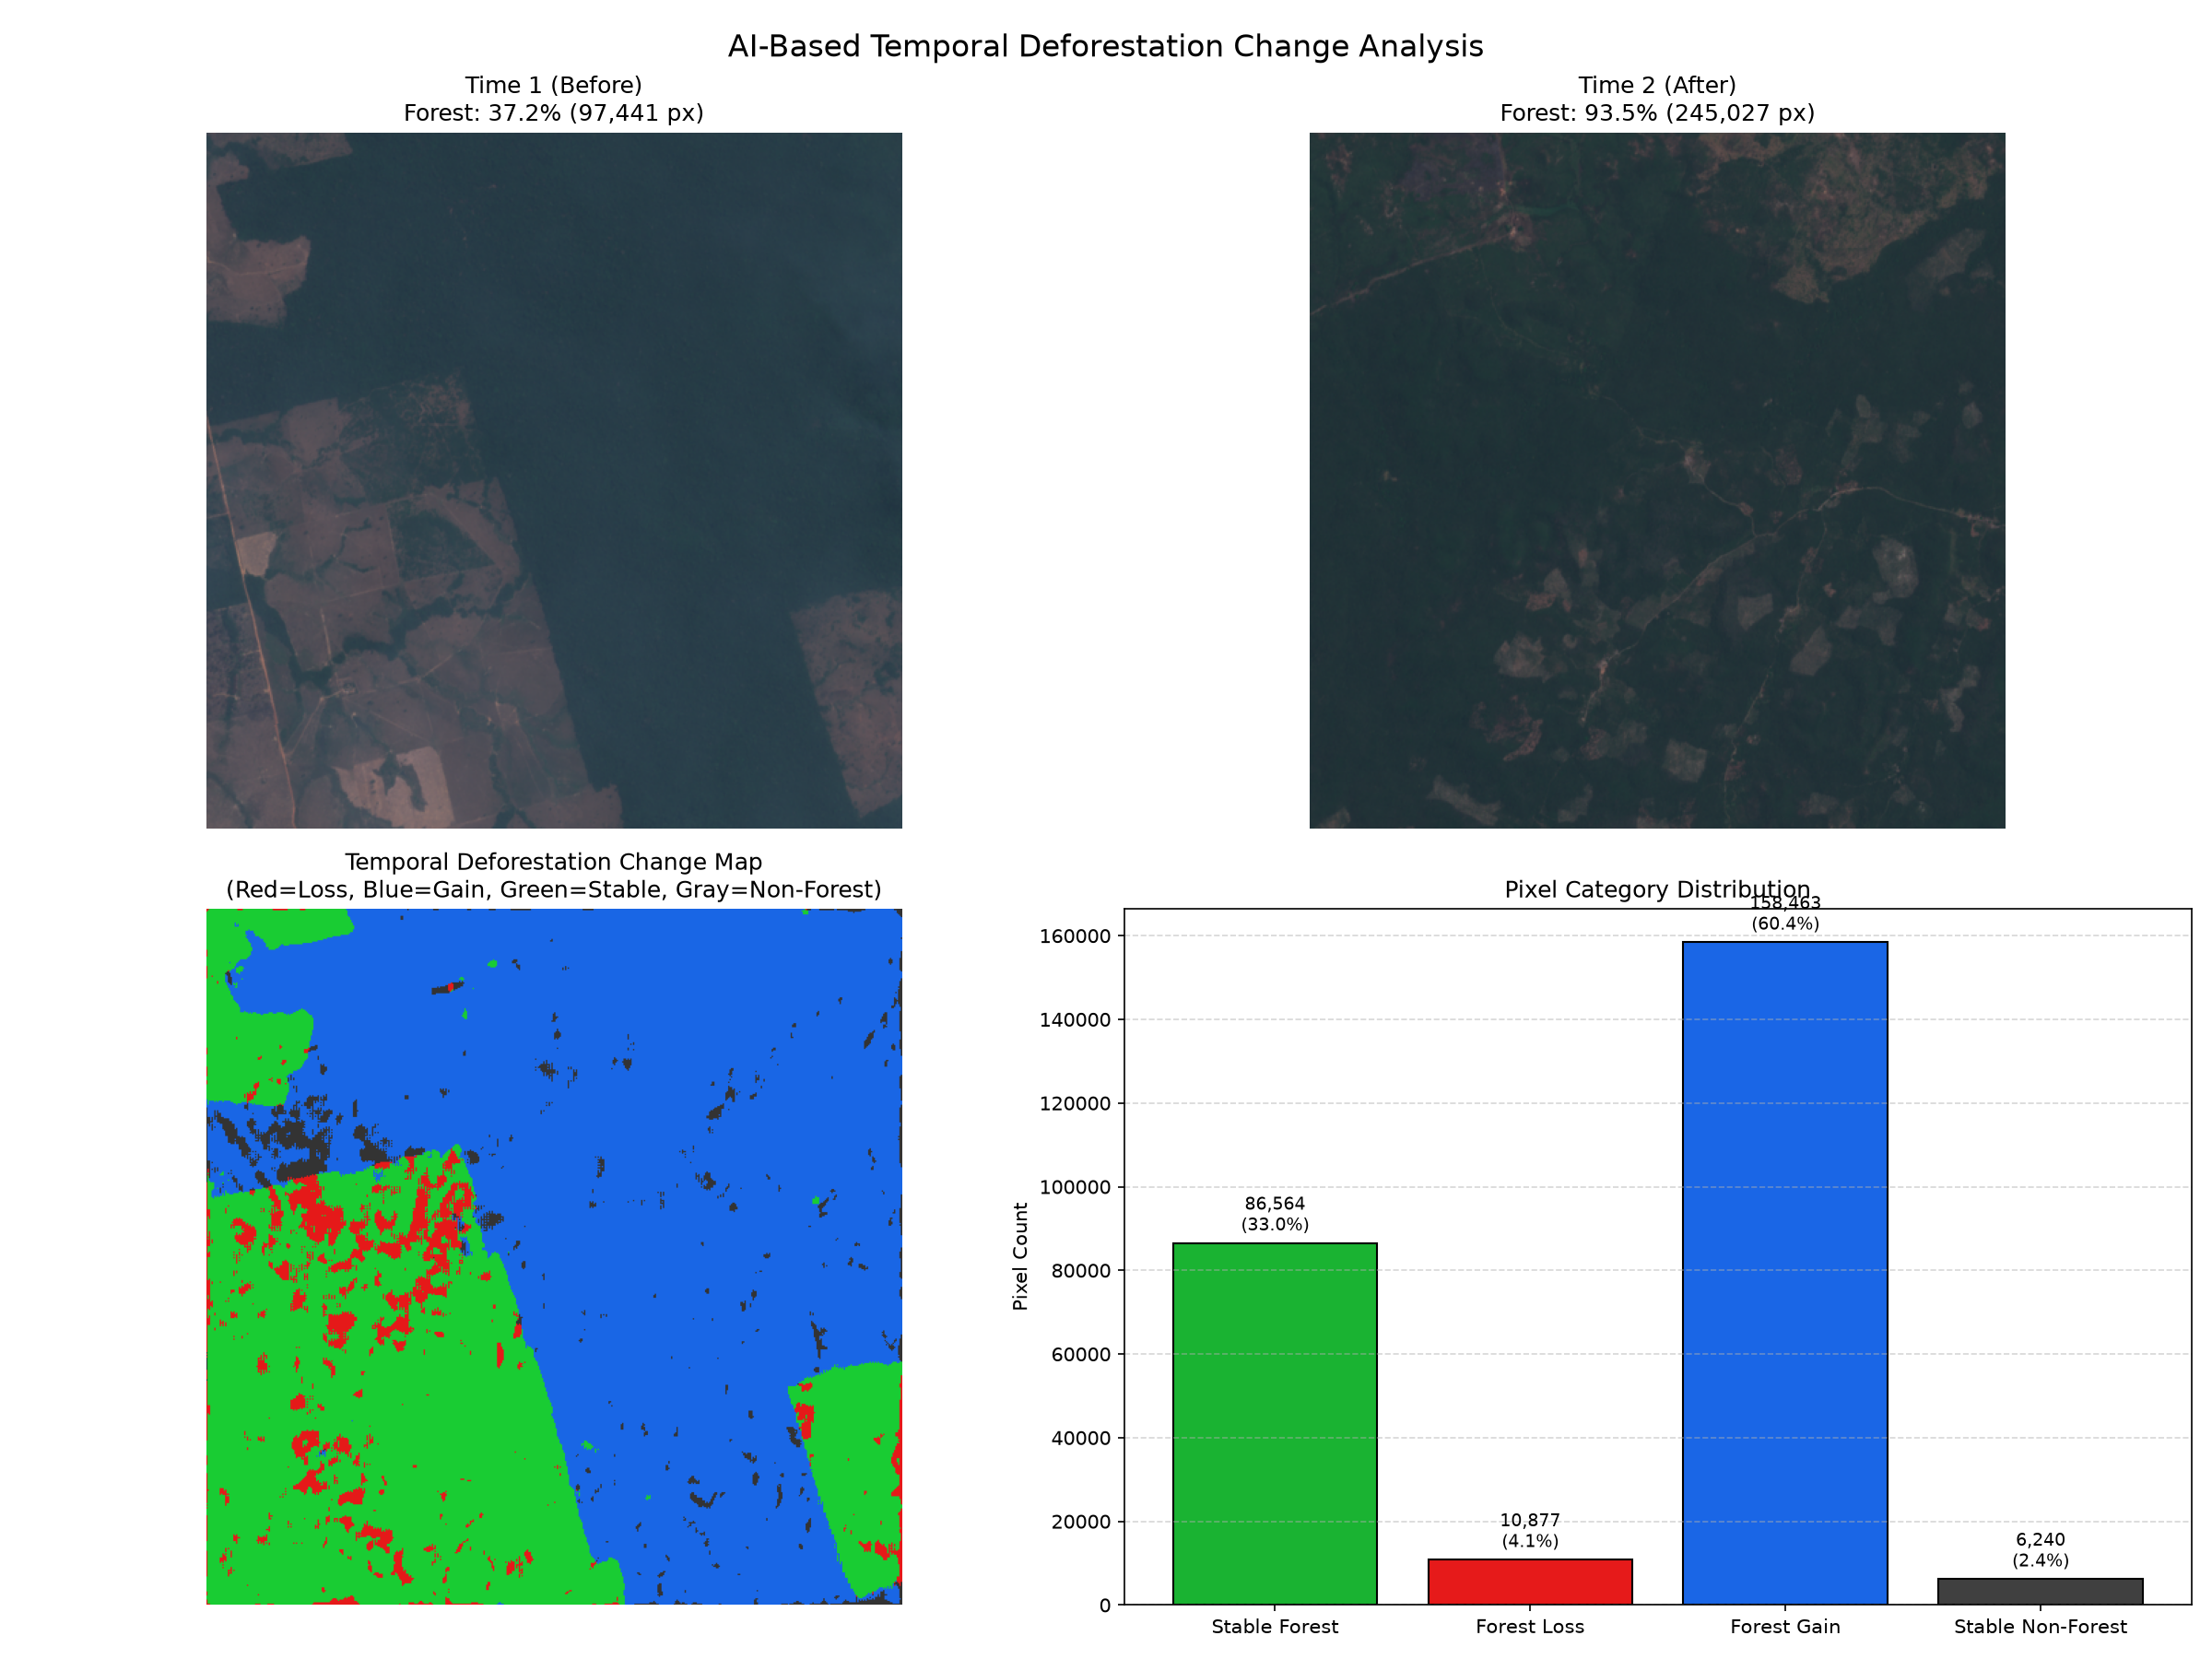 AI-Based Temporal Deforestation Change Analysis
Time 1 (Before)
Forest: 37.2% (97,441 px)
Time 2 (After)
Forest: 93.5% (245,027 px)
Temporal Deforestation Change Map
(Red=Loss, Blue=Gain, Green=Stable, Gray=Non-Forest)
Pixel Category Distribution
158,463
(60.4%)
160000
140000
120000
100000
80000
60000
40000
20000
0
Pixel Count
86,564
(33.0%)
10,877
(4.1%)
6,240
(2.4%)
Stable Forest
Forest Loss
Forest Gain
Stable Non-Forest